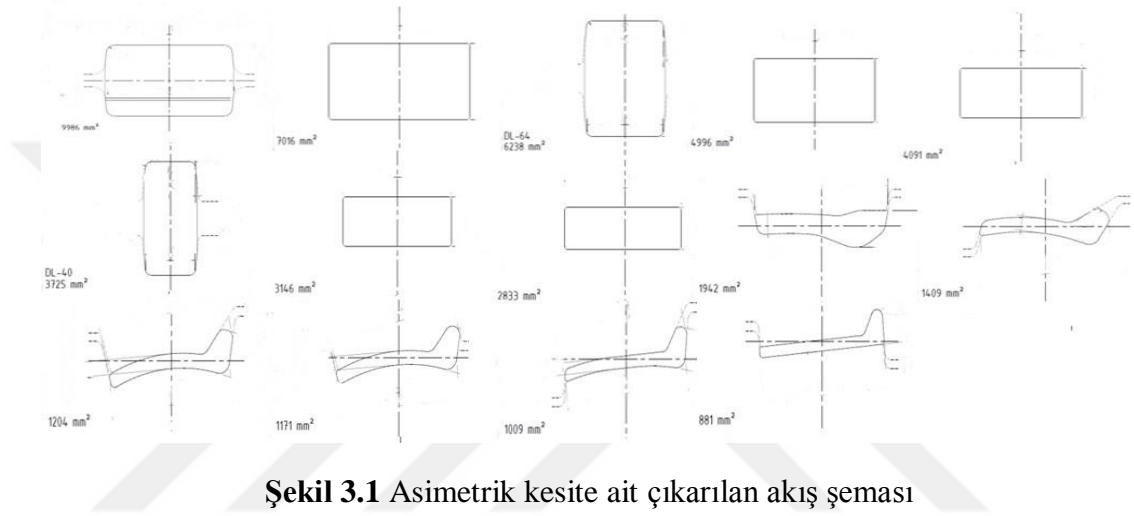 9986 mm²
7016 mm²
DL-64
6238 mm²
4996 mm²
4091 mm²
DL-40
3725 mm²
3146 mm²
2833 mm²
1942 mm²
1409 mm²
1204 mm²
1171 mm²
1009 mm²
881 mm²
Şekil 3.1 Asimetrik kesite ait çıkarılan akış şeması